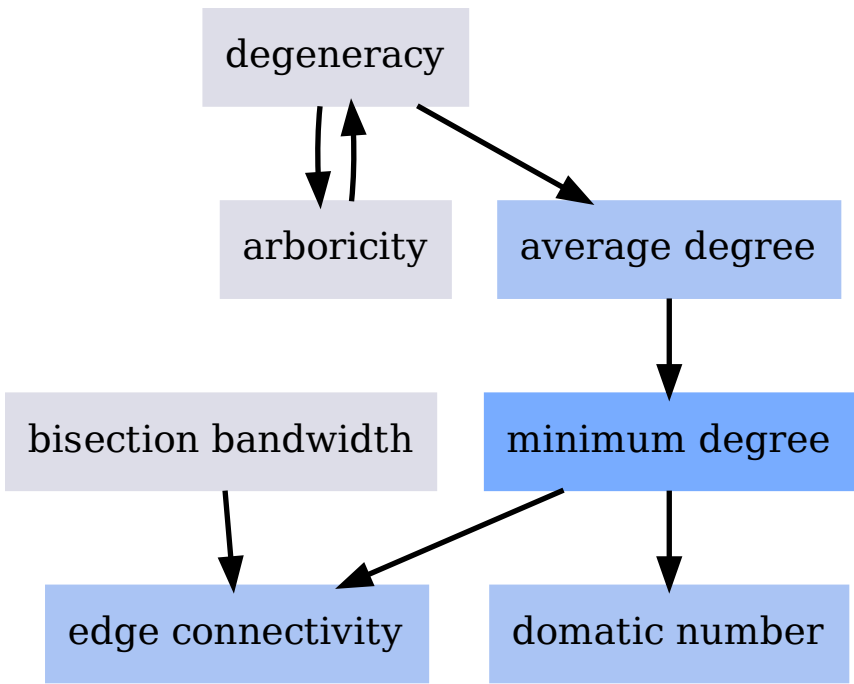 degeneracy
arboricity
average degree
bisection bandwidth
minimum degree
edge connectivity
domatic number